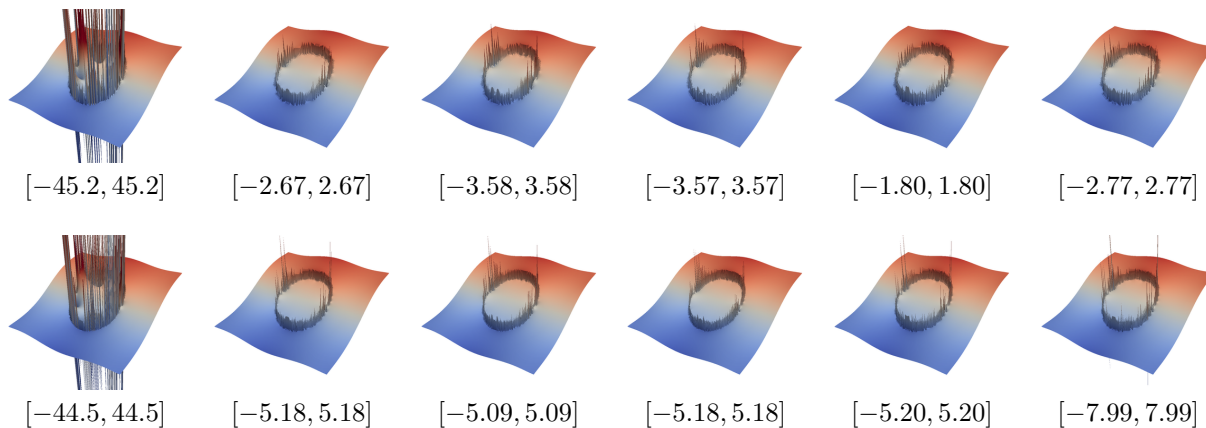 [−45.2, 45.2] [−2.67, 2.67] [−3.58, 3.58] [−3.57, 3.57] [−1.80, 1.80] [−2.77, 2.77]
[−44.5, 44.5] [−5.18, 5.18] [−5.09, 5.09] [−5.18, 5.18] [−5.20, 5.20] [−7.99, 7.99]